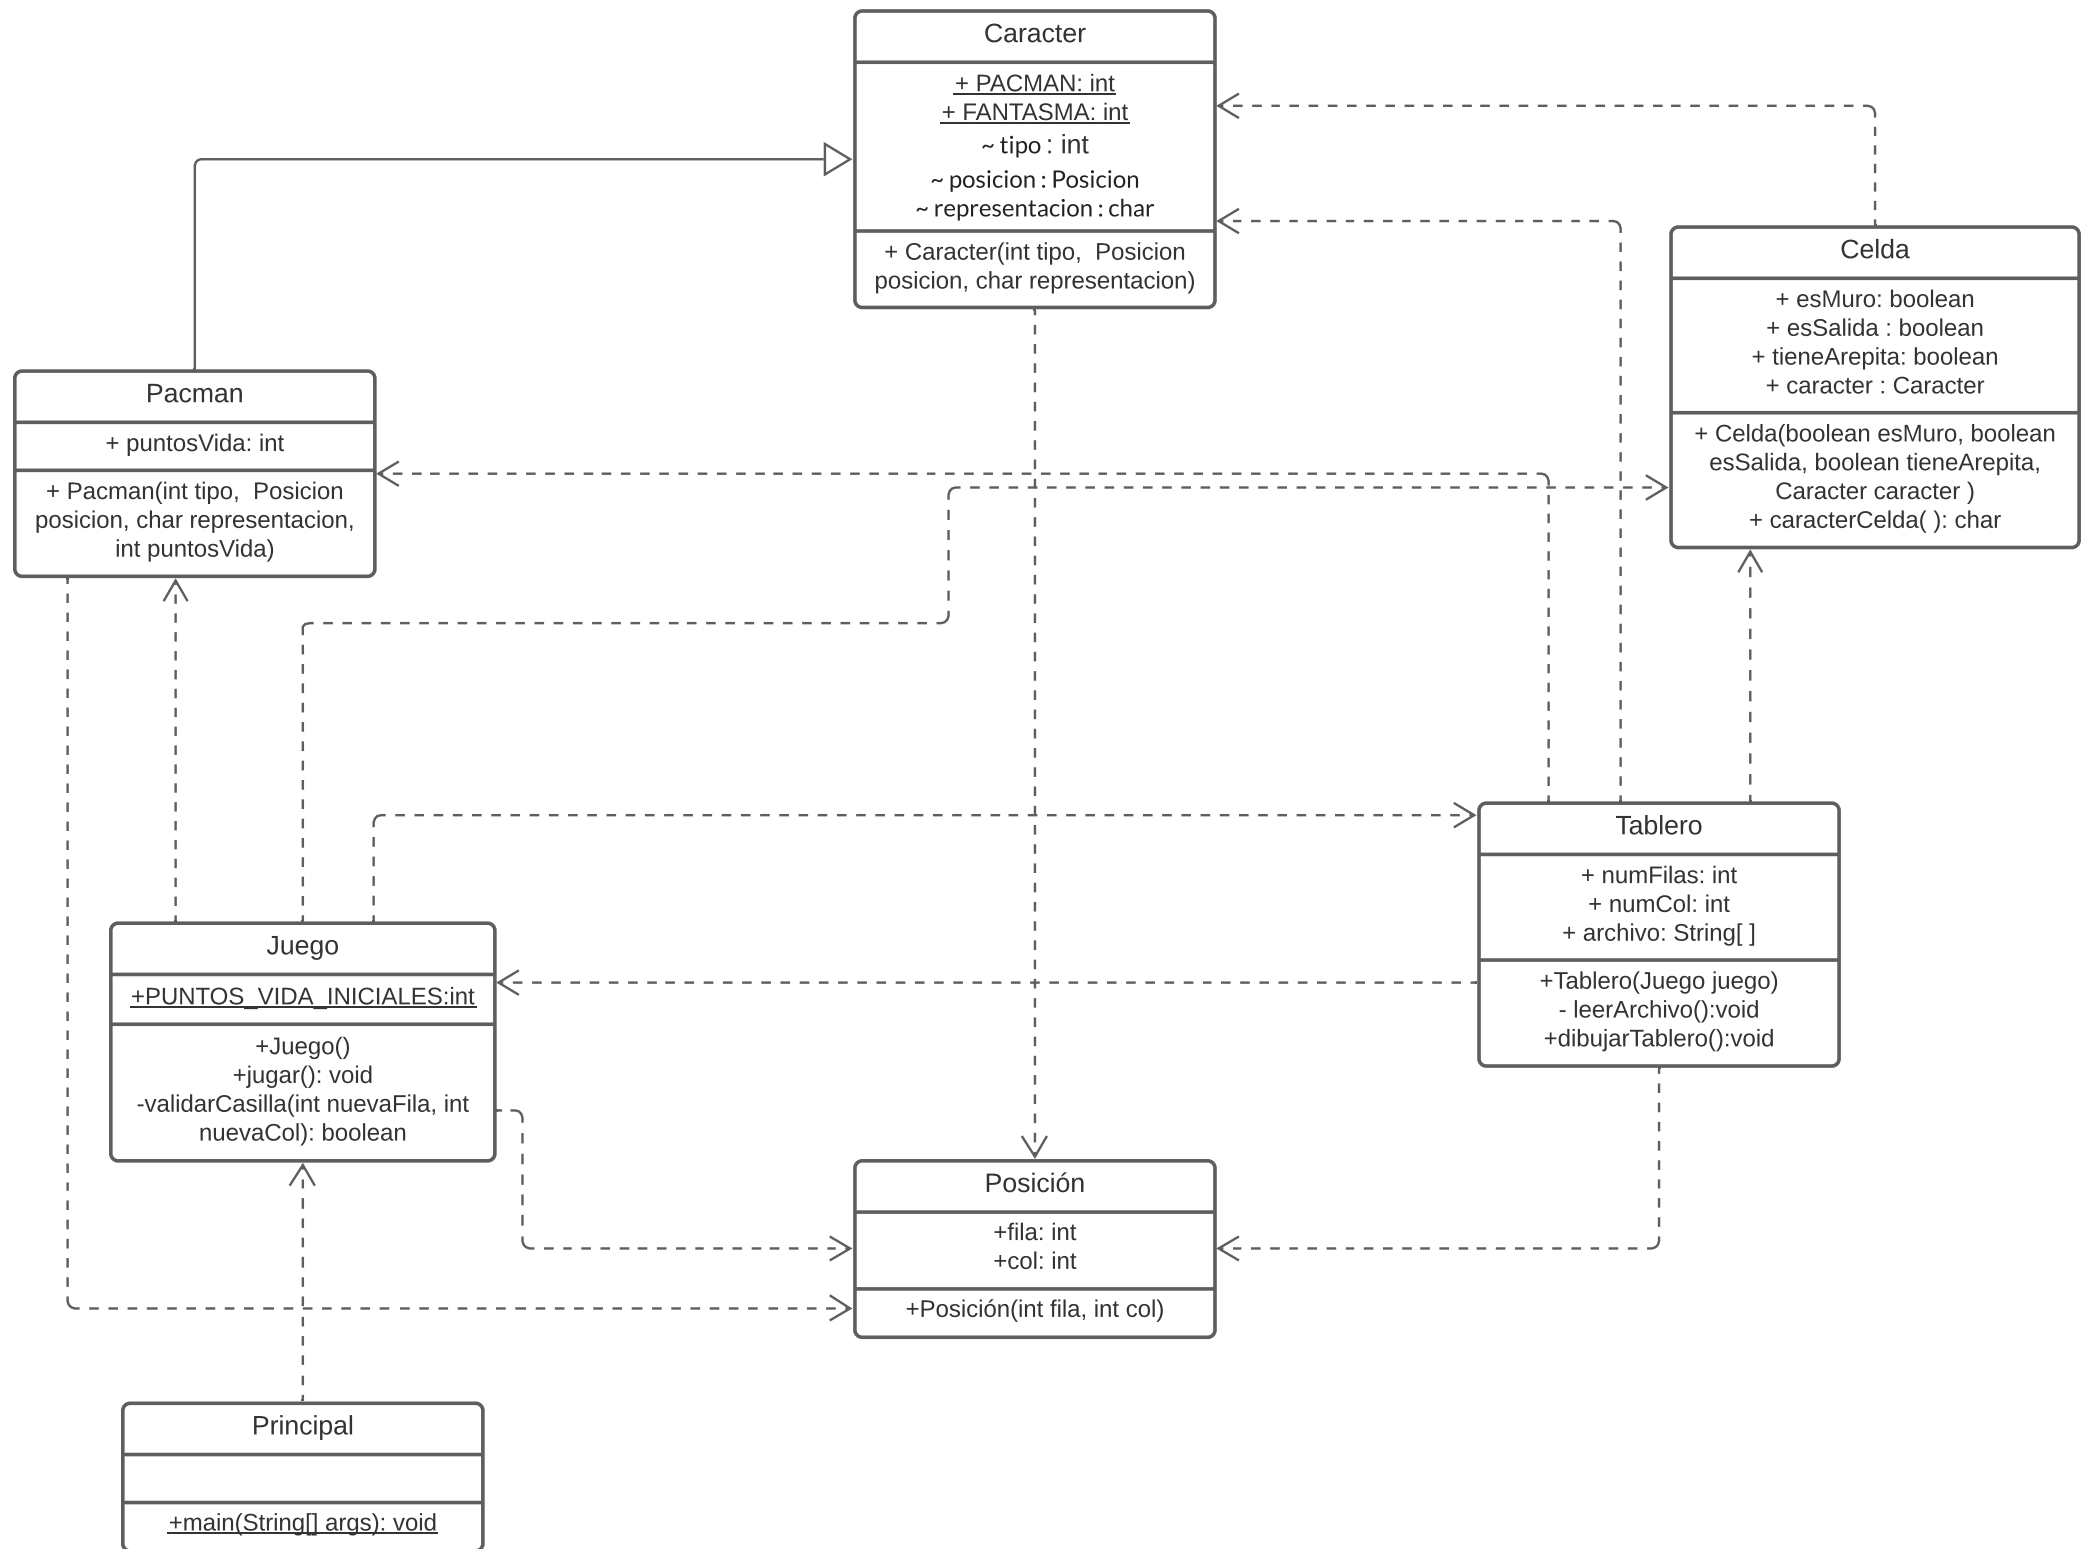 Caracter
+ PACMAN: int
+ FANTASMA: int
~ tipo : int
~ posicion : Posicion
~ representacion : char
+ Caracter(int tipo,  Posicion
posicion, char representacion)
Celda
+ esMuro: boolean
+ esSalida : boolean
+ tieneArepita: boolean
+ caracter : Caracter
+ Celda(boolean esMuro, boolean
esSalida, boolean tieneArepita,
Caracter caracter )
+ caracterCelda( ): char
Pacman
+ puntosVida: int
+ Pacman(int tipo,  Posicion
posicion, char representacion,
int puntosVida)
Tablero
+ numFilas: int
+ numCol: int
+ archivo: String[ ]
+Tablero(Juego juego)
- leerArchivo():void
+dibujarTablero():void
Juego
+PUNTOS_VIDA_INICIALES:int
+Juego()
+jugar(): void
-validarCasilla(int nuevaFila, int
nuevaCol): boolean
Posición
+fila: int
+col: int
+Posición(int fila, int col)
Principal
+main(String[] args): void